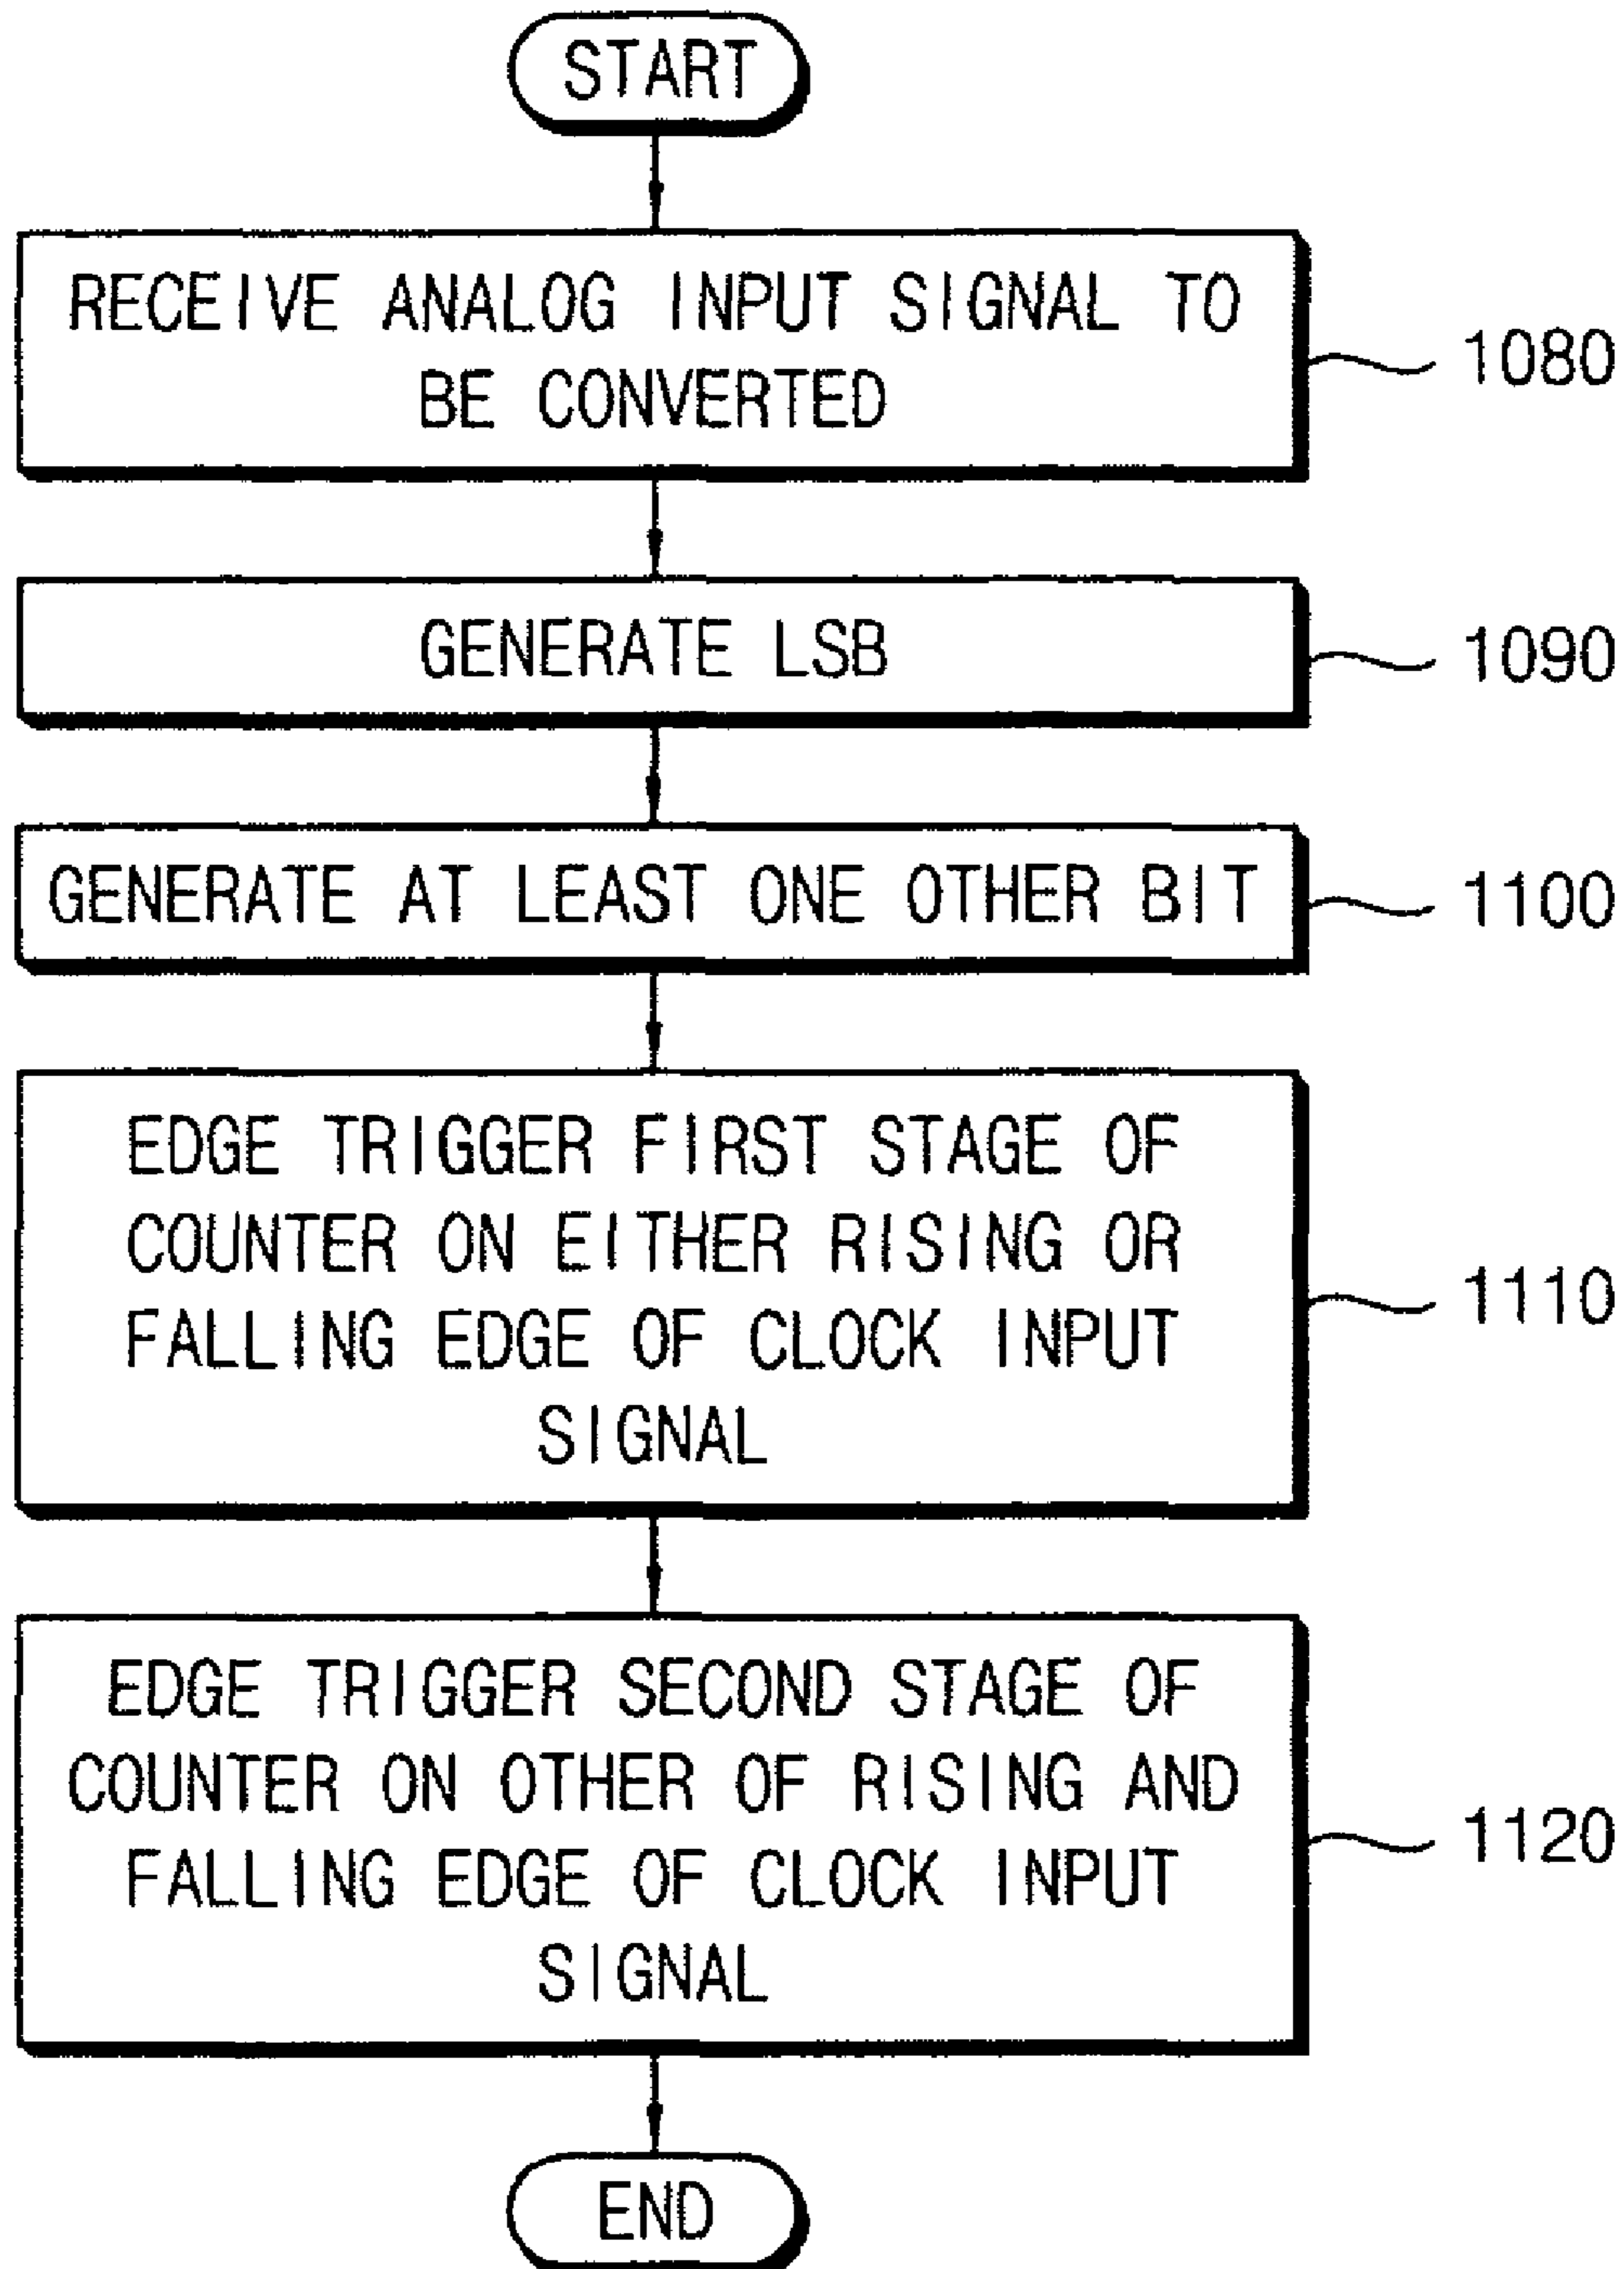 START
RECEIVE ANALOG INPUT SIGNAL TO
BE CONVERTED
1080
GENERATE LSB
1090
GENERATE AT LEAST ONE OTHER BIT
1100
EDGE TRIGGER FIRST STAGE OF
COUNTER ON EITHER RISING OR
FALLING EDGE OF CLOCK INPUT
SIGNAL
1110
EDGE TRIGGER SECOND STAGE OF
COUNTER ON OTHER OF RISING AND
FALLING EDGE OF CLOCK INPUT
SIGNAL
1120
END